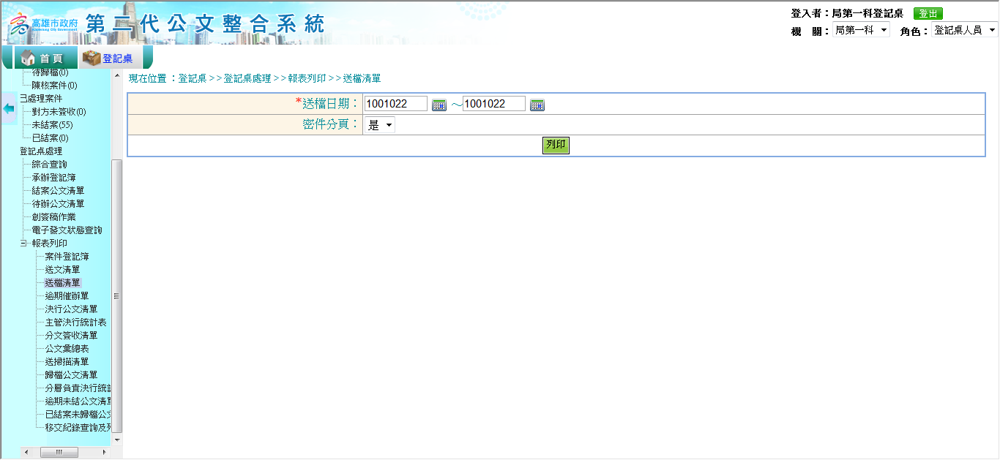 高雄市政府
Kaohsiung City Government
第二代公文整合系統
登入者：局第一科登記桌 登出
機 關： 局第一科 角色： 登記桌人員
首頁 登記桌
待歸檔(0)
陳核案件(0)
已處理案件
對方未簽收(0)
未結案(55)
已結案(0)
登記桌處理
綜合查詢
承辦登記簿
結案公文清單
待辦公文清單
創簽稿作業
電子發文狀態查詢
報表列印
案件登記簿
送文清單
送檔清單
逾期催辦單
決行公文清單
主管決行統計表
分文簽收清單
公文彙總表
送掃描清單
歸檔公文清單
分層負責決行統計
逾期未結公文清單
已結案未歸檔公文
移交紀錄查詢及列
現在位置 ：登記桌>>登記桌處理>>報表列印>>送檔清單
*送檔日期： 1001022 ～ 1001022
密件分頁： 是
列印